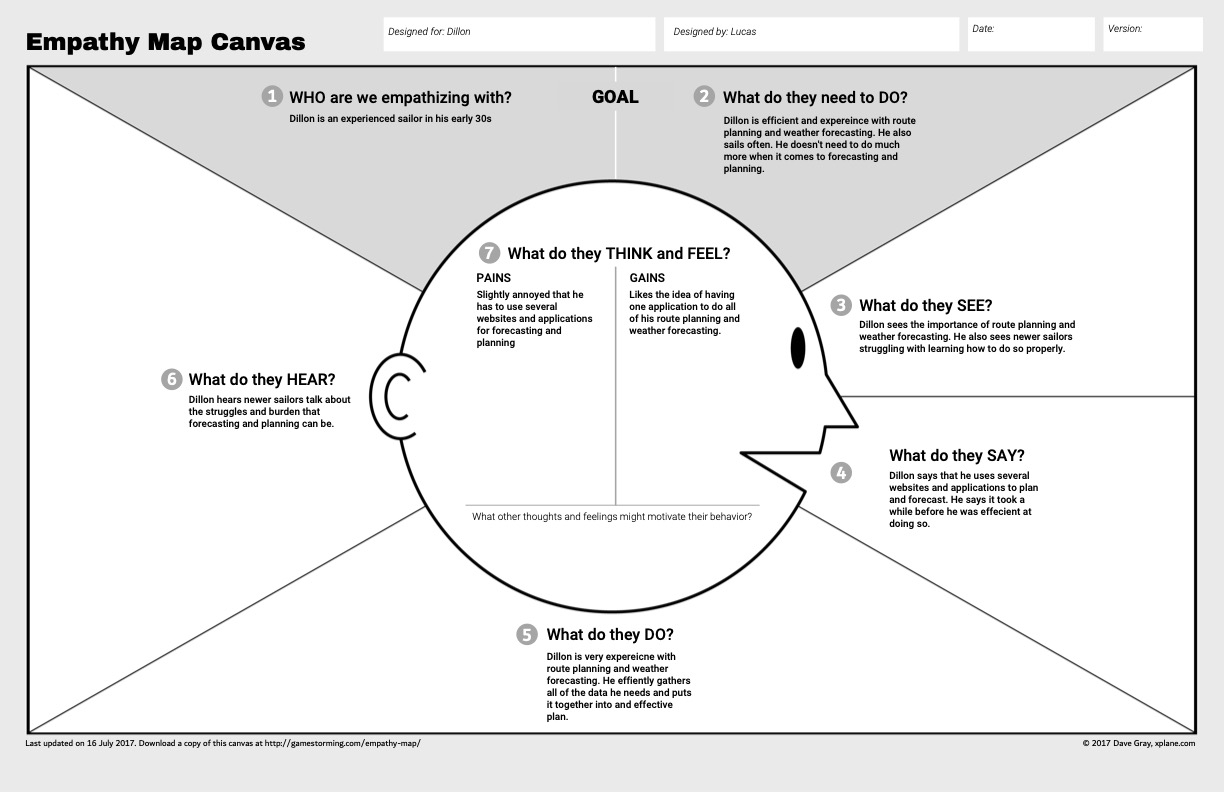 Empathy Map Canvas
Designed for: Dillon
Designed by: Lucas
Date:
Version:
1 WHO are we empathizing with?
Dillon is an experienced sailor in his early 30s
GOAL
2 What do they need to DO?
Dillon is efficient and expereince with route
planning and weather forecasting. He also
sails often. He doesn't need to do much
more when it comes to forecasting and
planning.
7 What do they THINK and FEEL?
PAINS
Slightly annoyed that he
has to use several
websites and applications
for forecasting and
planning
GAINS
Likes the idea of having
one application to do all
of his route planning and
weather forecasting.
What other thoughts and feelings might motivate their behavior?
3 What do they SEE?
Dillon sees the importance of route planning and
weather forecasting. He also sees newer sailors
struggling with learning how to do so properly.
4 What do they SAY?
Dillon says that he uses several
websites and applications to plan
and forecast. He says it took a
while before he was effecient at
doing so.
5 What do they DO?
Dillon is very expereicne with
route planning and weather
forecasting. He effiently gathers
all of the data he needs and puts
it together into and effective
plan.
6 What do they HEAR?
Dillon hears newer sailors talk about
the struggles and burden that
forecasting and planning can be.
Last updated on 16 July 2017. Download a copy of this canvas at http://gamestorming.com/empathy-map/
© 2017 Dave Gray, xplane.com